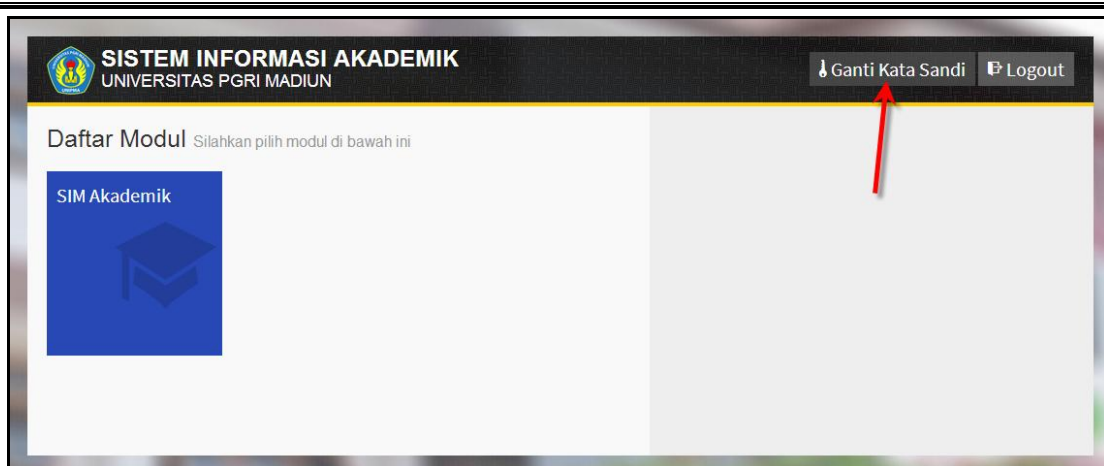 SISTEM INFORMASI AKADEMIK
UNIVERSITAS PGRI MADIUN
Ganti Kata Sandi
Logout
Daftar Modul Silahkan pilih modul di bawah ini
SIM Akademik